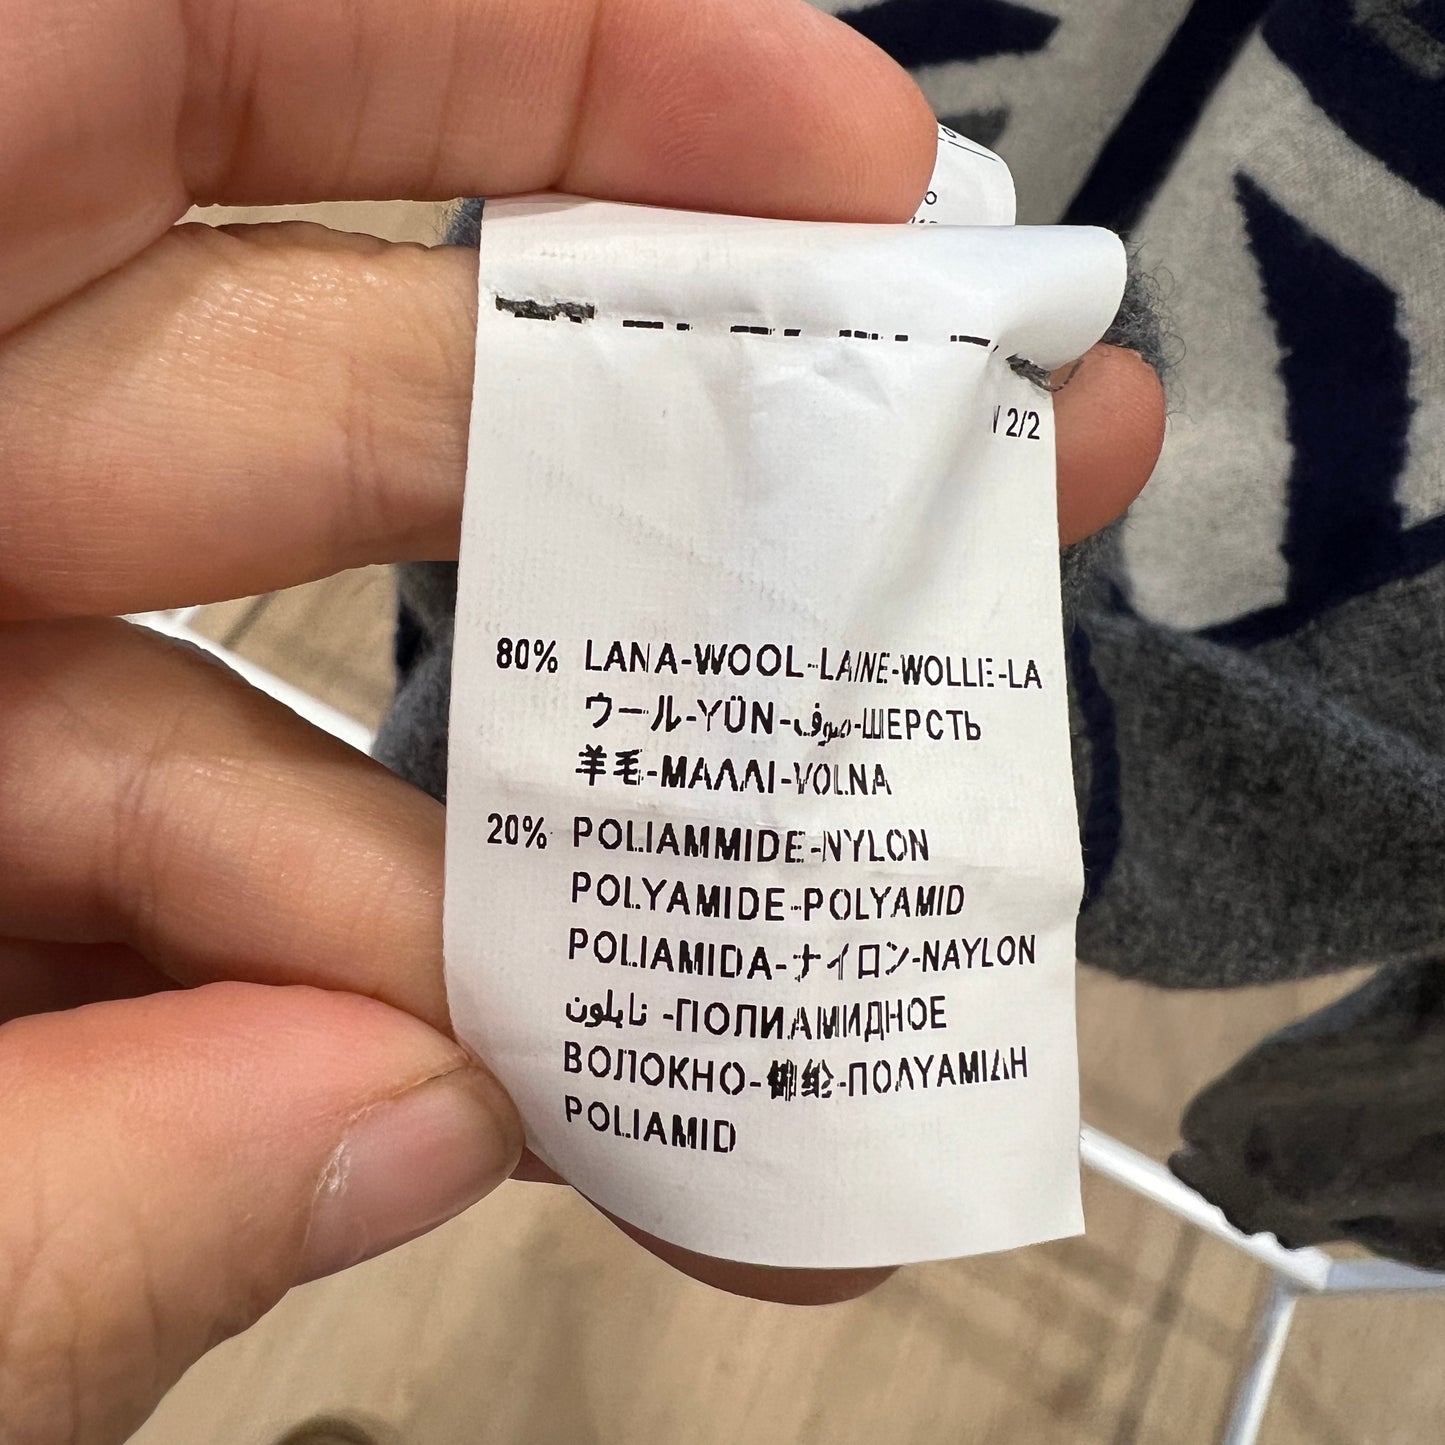 V 2/2
80% LANA-WOOL-LAINE-WOLLE-LA
ウール-YÜN-صوف-ШЕРСТЬ
羊毛-ΜΑΛΛΙ-VOLNA
20% POLIAMMIDE-NYLON
POLYAMIDE-POLYAMID
POLIAMIDA-ナイロン-NAYLON
نايلون-ПОЛИАМИДНОЕ
ВОЛОКНО-锦纶-ΠΟΛΥΑΜΙΔΗ
POLIAMID